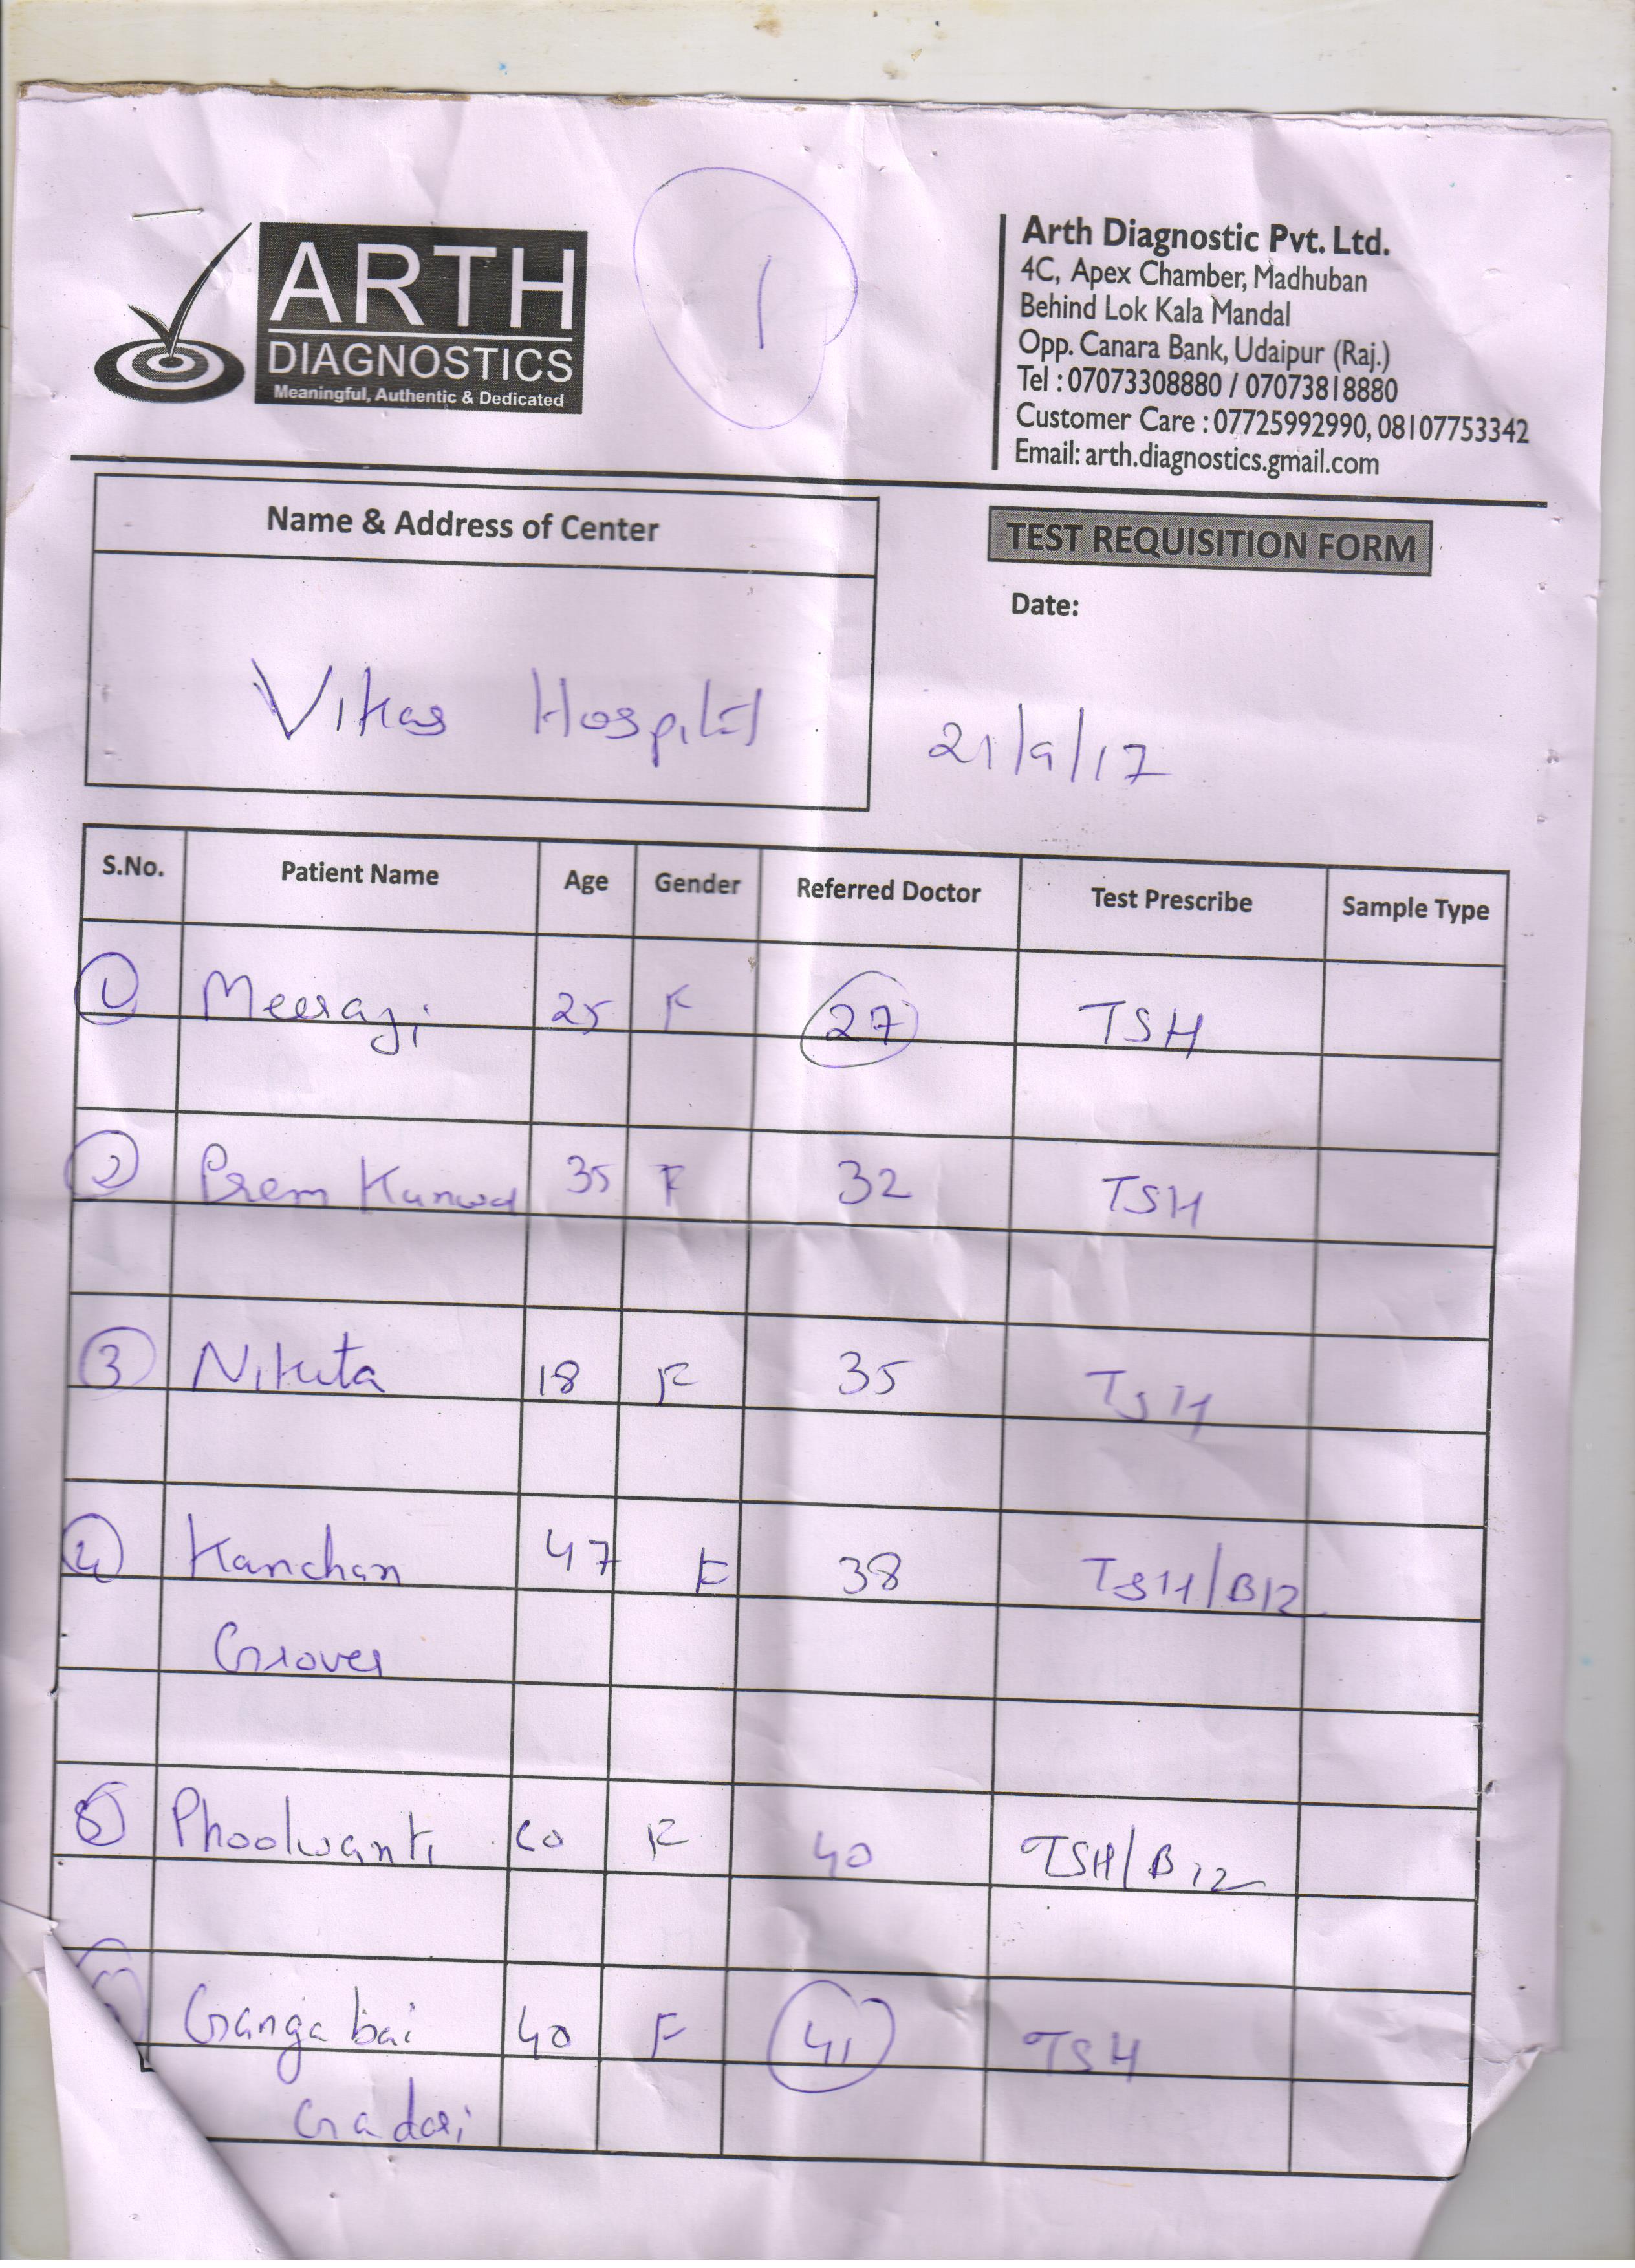 ARTH
DIAGNOSTICS
Meaningful, Authentic & Dedicated
1
Arth Diagnostic Pvt. Ltd.
4C, Apex Chamber, Madhuban
Behind Lok Kala Mandal
Opp. Canara Bank, Udaipur (Raj.)
Tel : 07073308880 / 07073818880
Customer Care : 07725992990, 08107753342
Email: arth.diagnostics.gmail.com
Name & Address of Center
Vikas Hospital
TEST REQUISITION FORM
Date:
21/9/17
S.No. Patient Name Age Gender Referred Doctor Test Prescribe Sample Type
1 Meeraji 25 F 27 TSH
2 Prem Kunwar 35 F 32 TSH
3 Nikita 18 F 35 TSH
4 Kanchan 47 F 38 TSH/B12
Grover
5 Phoolwanti 60 F 40 TSH/B12
Ganga bai 40 F 41 TSH
Gadari